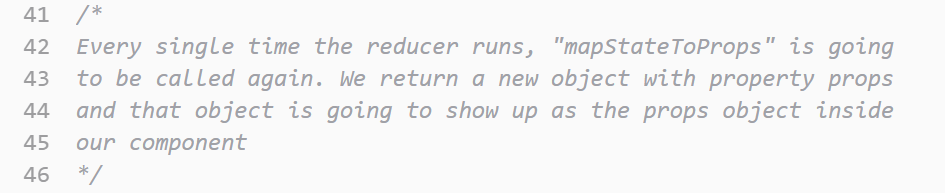 41 /*
42 Every single time the reducer runs, "mapStateToProps" is going
43 to be called again. We return a new object with property props
44 and that object is going to show up as the props object inside
45 our component
46 */